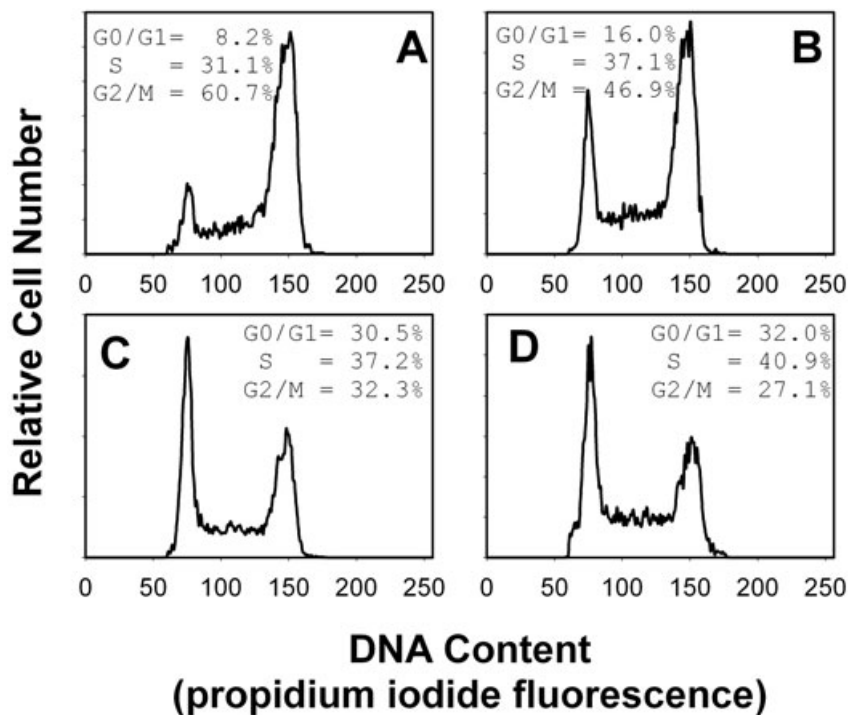 G0/G1= 8.2%
S = 31.1%
G2/M = 60.7%
A
G0/G1= 16.0%
S = 37.1%
G2/M = 46.9%
B
0 50 100 150 200 250
0 50 100 150 200 250
C
G0/G1= 30.5%
S = 37.2%
G2/M = 32.3%
D
G0/G1= 32.0%
S = 40.9%
G2/M = 27.1%
0 50 100 150 200 250
0 50 100 150 200 250
Relative Cell Number
DNA Content
(propidium iodide fluorescence)